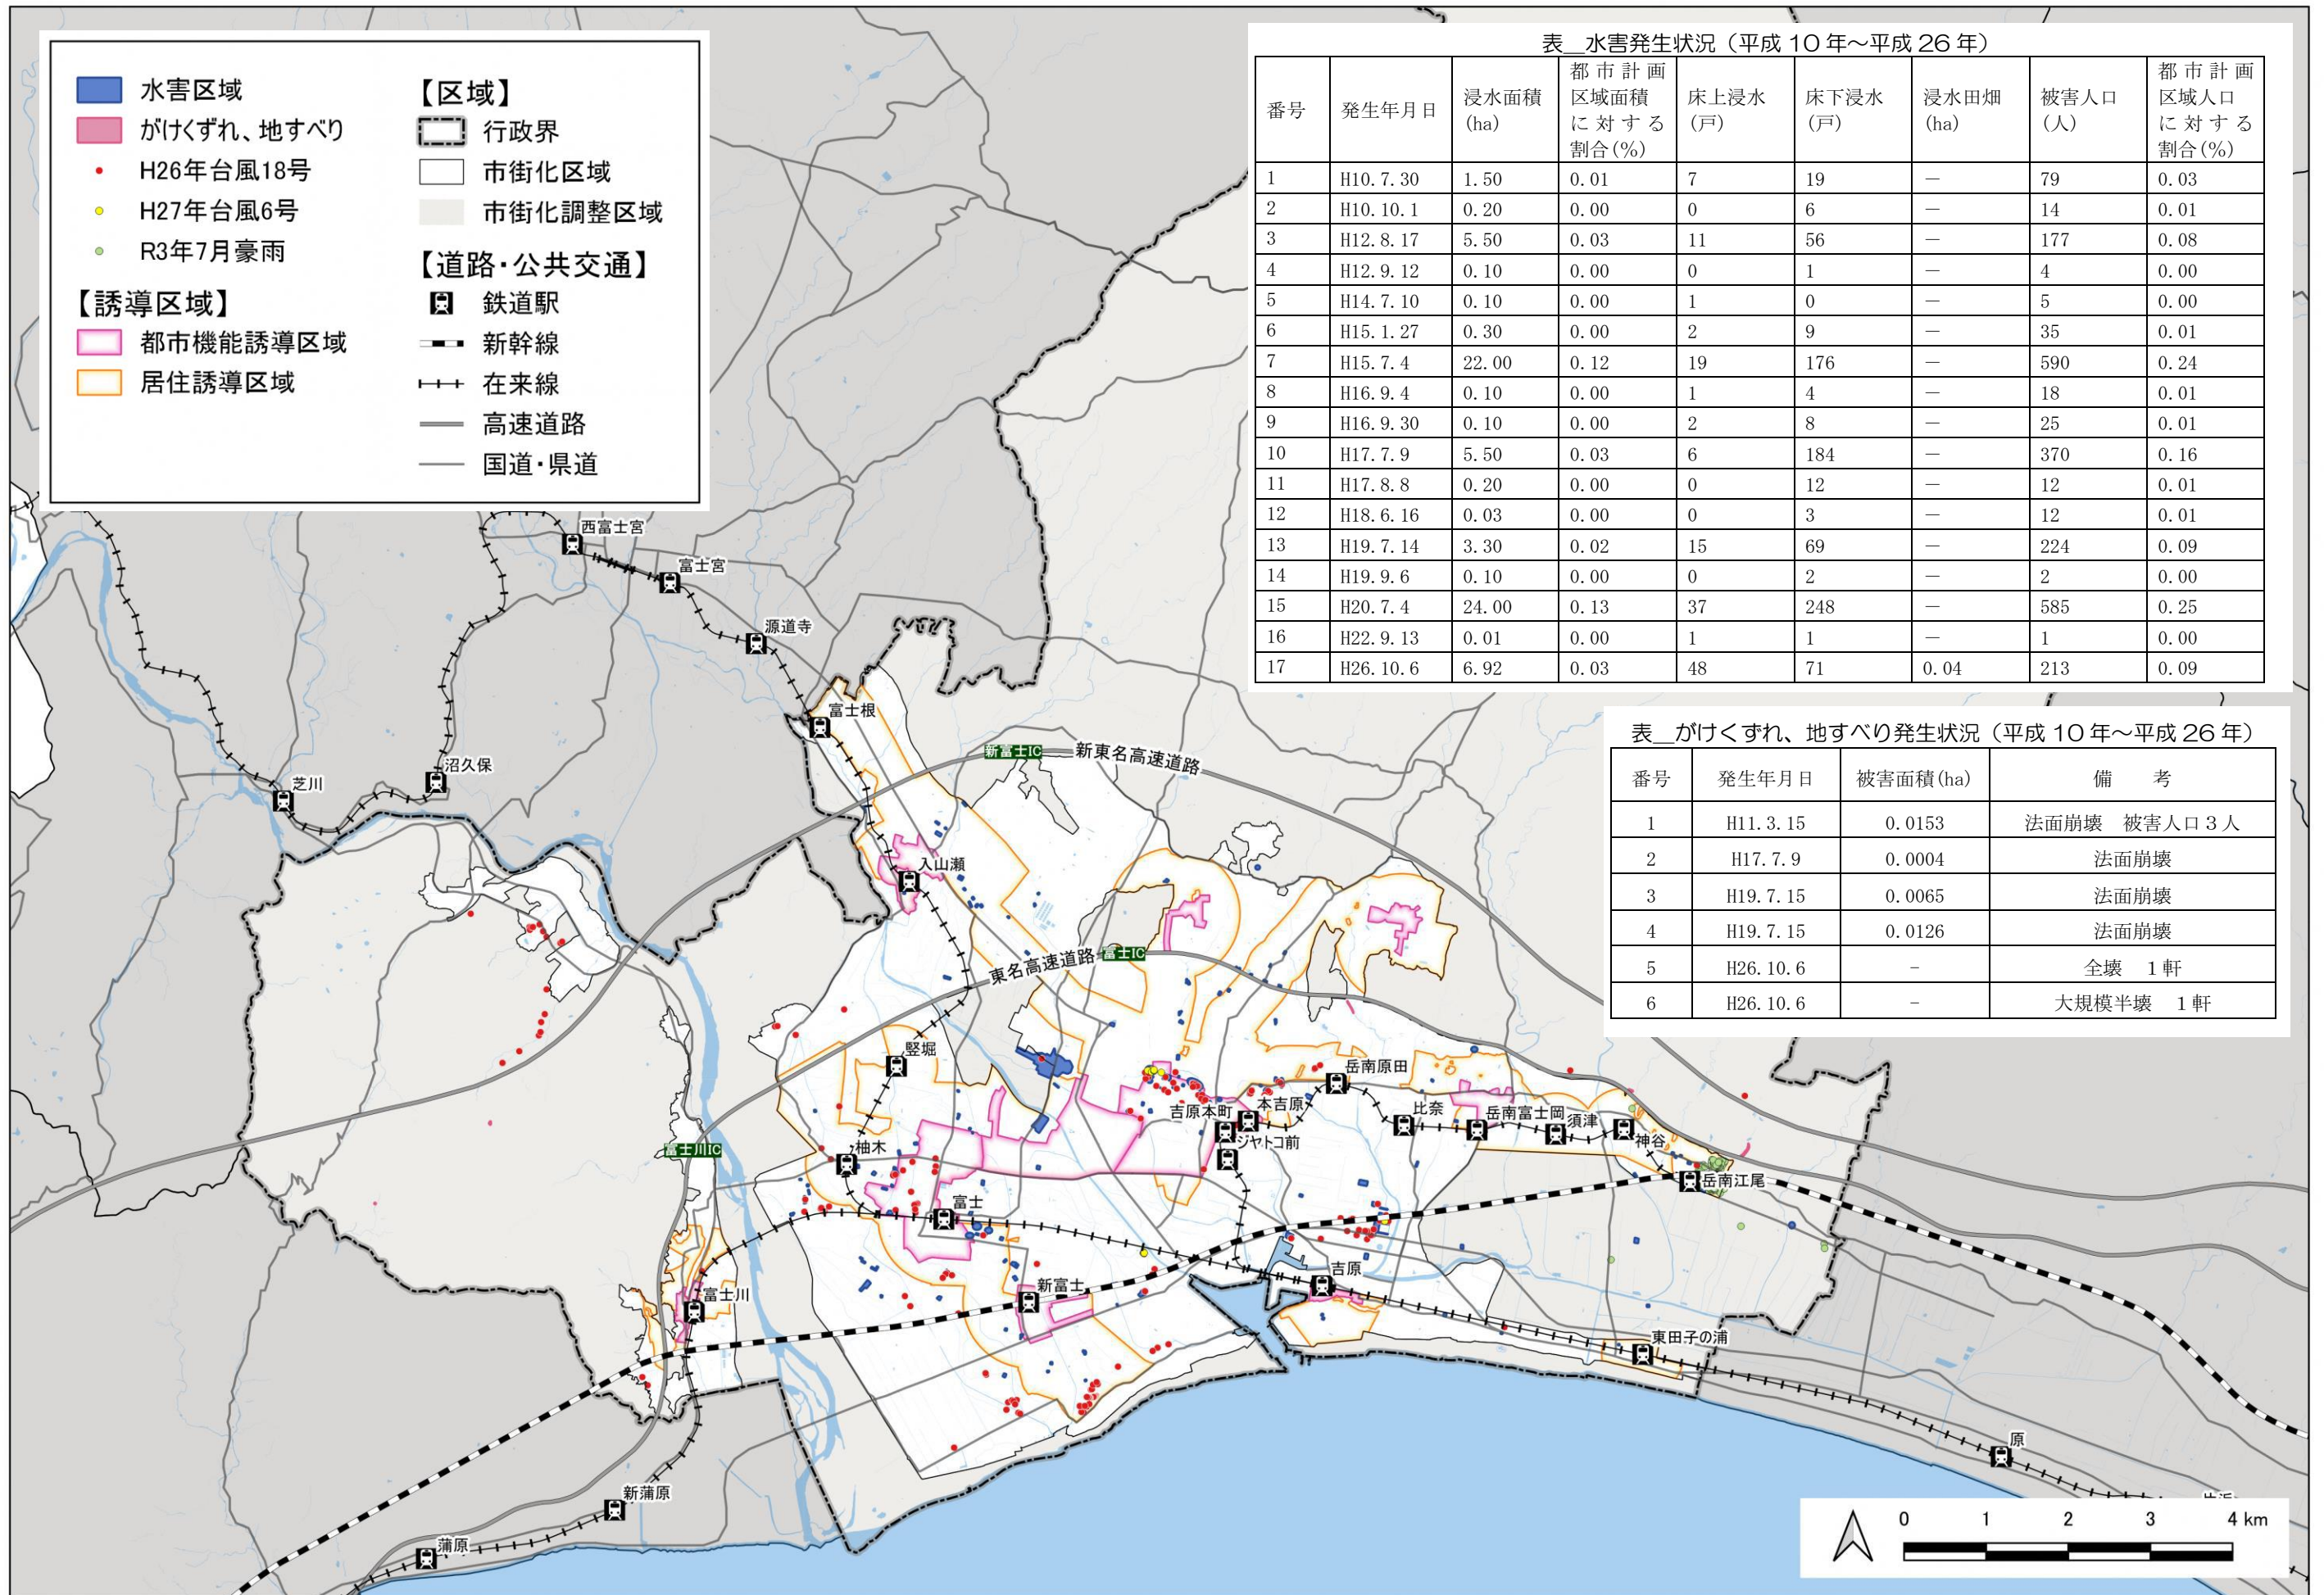 水害区域
がけくずれ、地すべり
H26年台風18号
H27年台風6号
R3年7月豪雨
【誘導区域】
都市機能誘導区域
居住誘導区域
【区域】
行政界
市街化区域
市街化調整区域
【道路・公共交通】
鉄道駅
新幹線
在来線
高速道路
国道・県道
表__水害発生状況（平成10年～平成26年）
番号 発生年月日 浸水面積(ha) 都市計画区域面積に対する割合(%) 床上浸水(戸) 床下浸水(戸) 浸水田畑(ha) 被害人口(人) 都市計画区域人口に対する割合(%)
1 H10.7.30 1.50 0.01 7 19 － 79 0.03
2 H10.10.1 0.20 0.00 0 6 － 14 0.01
3 H12.8.17 5.50 0.03 11 56 － 177 0.08
4 H12.9.12 0.10 0.00 0 1 － 4 0.00
5 H14.7.10 0.10 0.00 1 0 － 5 0.00
6 H15.1.27 0.30 0.00 2 9 － 35 0.01
7 H15.7.4 22.00 0.12 19 176 － 590 0.24
8 H16.9.4 0.10 0.00 1 4 － 18 0.01
9 H16.9.30 0.10 0.00 2 8 － 25 0.01
10 H17.7.9 5.50 0.03 6 184 － 370 0.16
11 H17.8.8 0.20 0.00 0 12 － 12 0.01
12 H18.6.16 0.03 0.00 0 3 － 12 0.01
13 H19.7.14 3.30 0.02 15 69 － 224 0.09
14 H19.9.6 0.10 0.00 0 2 － 2 0.00
15 H20.7.4 24.00 0.13 37 248 － 585 0.25
16 H22.9.13 0.01 0.00 1 1 － 1 0.00
17 H26.10.6 6.92 0.03 48 71 0.04 213 0.09
表__がけくずれ、地すべり発生状況（平成10年～平成26年）
番号 発生年月日 被害面積(ha) 備　考
1 H11.3.15 0.0153 法面崩壊　被害人口3人
2 H17.7.9 0.0004 法面崩壊
3 H19.7.15 0.0065 法面崩壊
4 H19.7.15 0.0126 法面崩壊
5 H26.10.6 - 全壊　1軒
6 H26.10.6 - 大規模半壊　1軒
西富士宮
富士宮
源道寺
富士根
沼久保
芝川
新富士IC
新東名高速道路
入山瀬
富士IC
東名高速道路
竪堀
岳南原田
吉原本町
本吉原
比奈
岳南富士岡
須津
神谷
ジヤトコ前
富士川IC
柚木
岳南江尾
富士
吉原
新富士
富士川
東田子の浦
原
新蒲原
蒲原
0 1 2 3 4 km